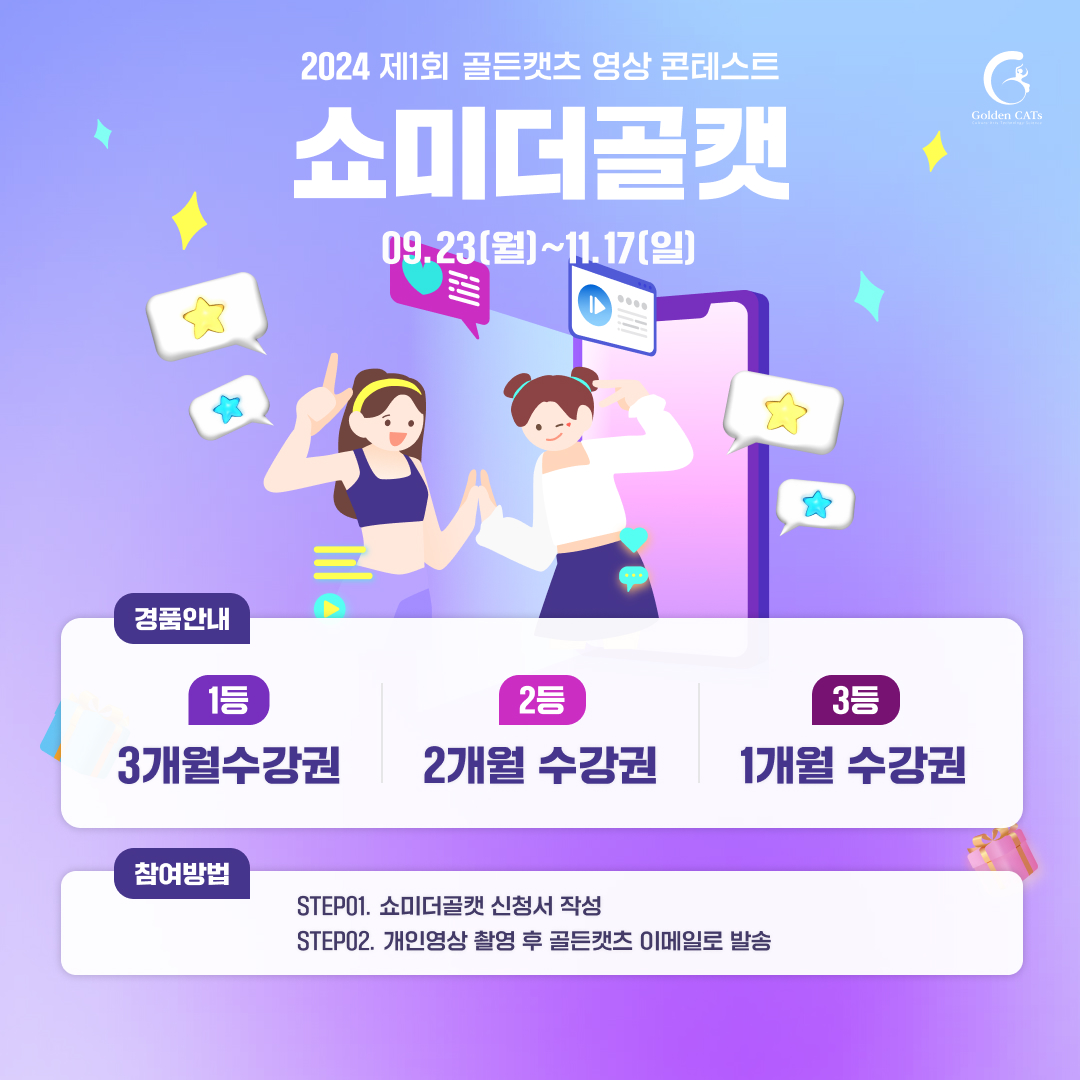 2024 제1회 골든캣츠 영상 콘테스트
쇼미더골캣
09.23(월)~11.17(일)
Golden CATs
경품안내
1등
3개월수강권
2등
2개월 수강권
3등
1개월 수강권
참여방법
STEP01. 쇼미더골캣 신청서 작성
STEP02. 개인영상 촬영 후 골든캣츠 이메일로 발송